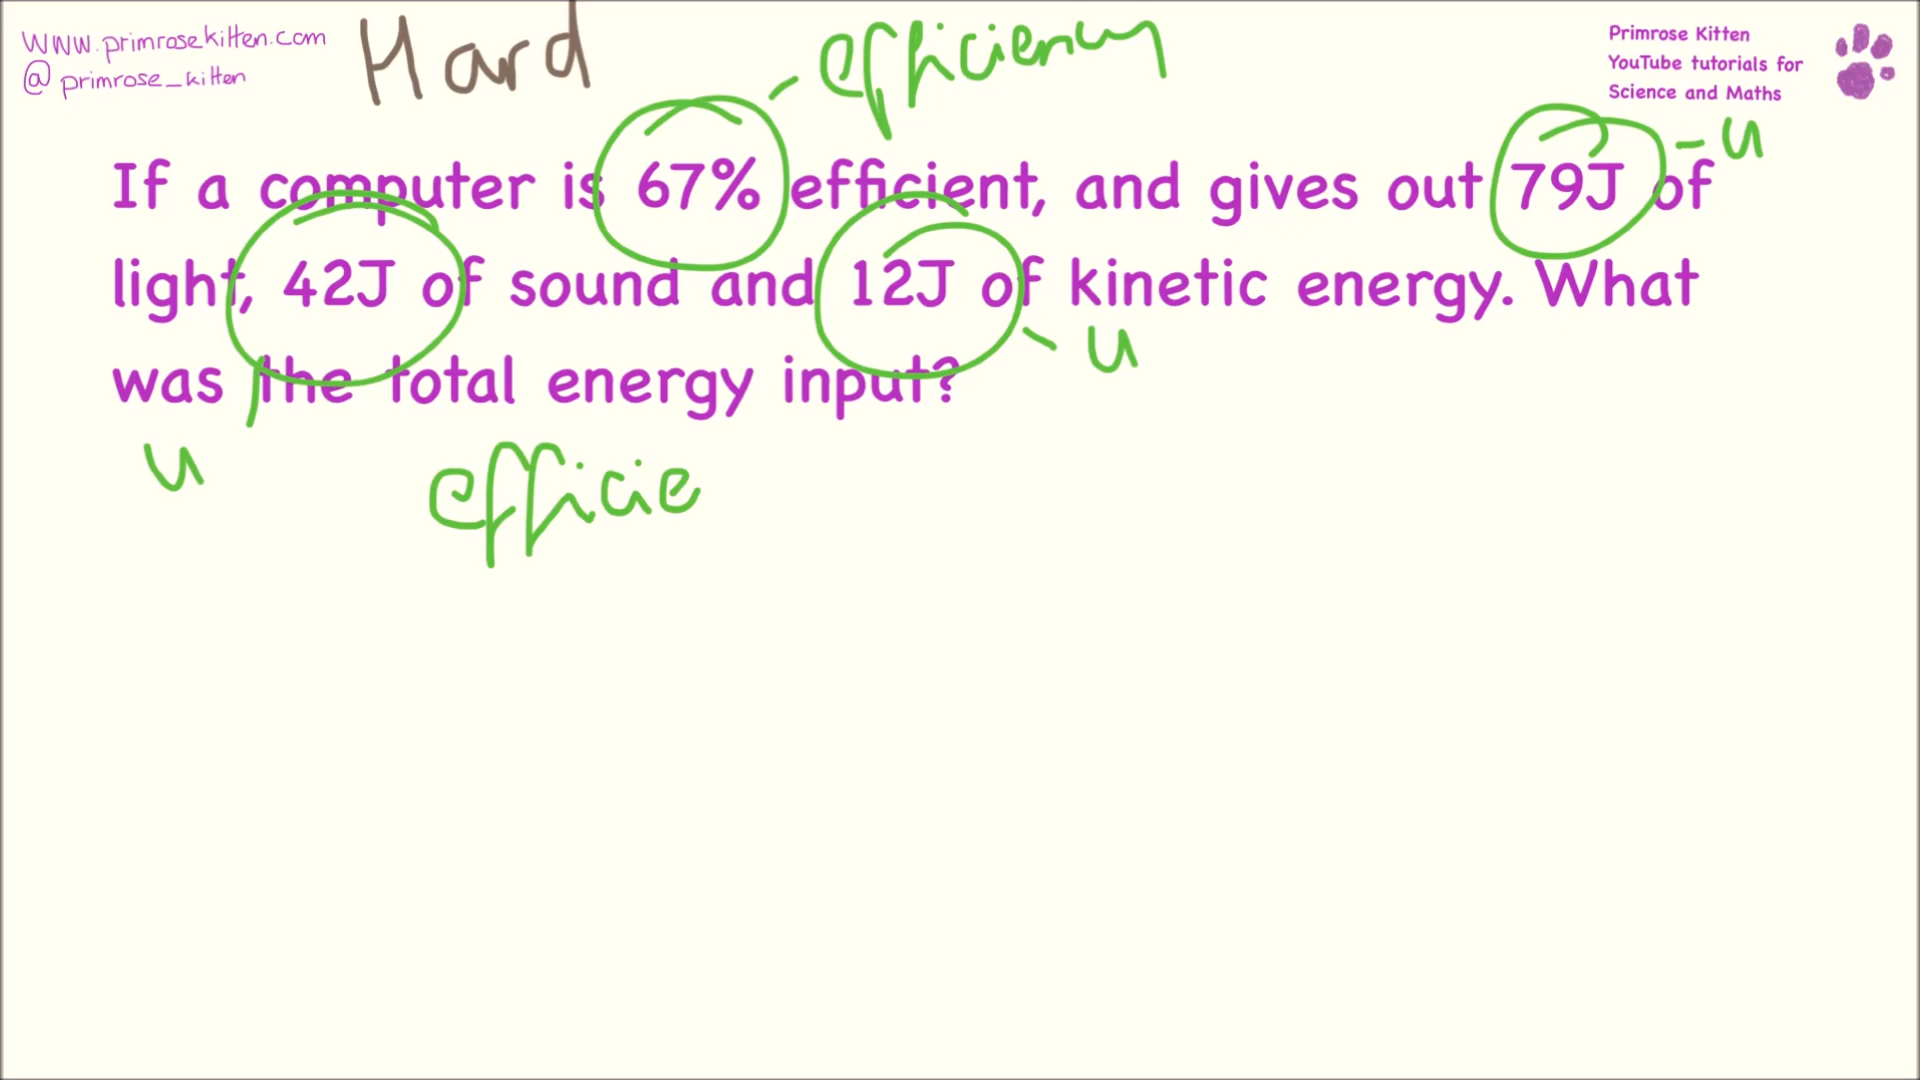 www.primrosekitten.com
@primrose_kitten
Hard
efficiency
Primrose Kitten
YouTube tutorials for
Science and Maths
u
If a computer is 67% efficient, and gives out 79J of
light, 42J of sound and 12J of kinetic energy. What
u
was the total energy input?
u
efficie